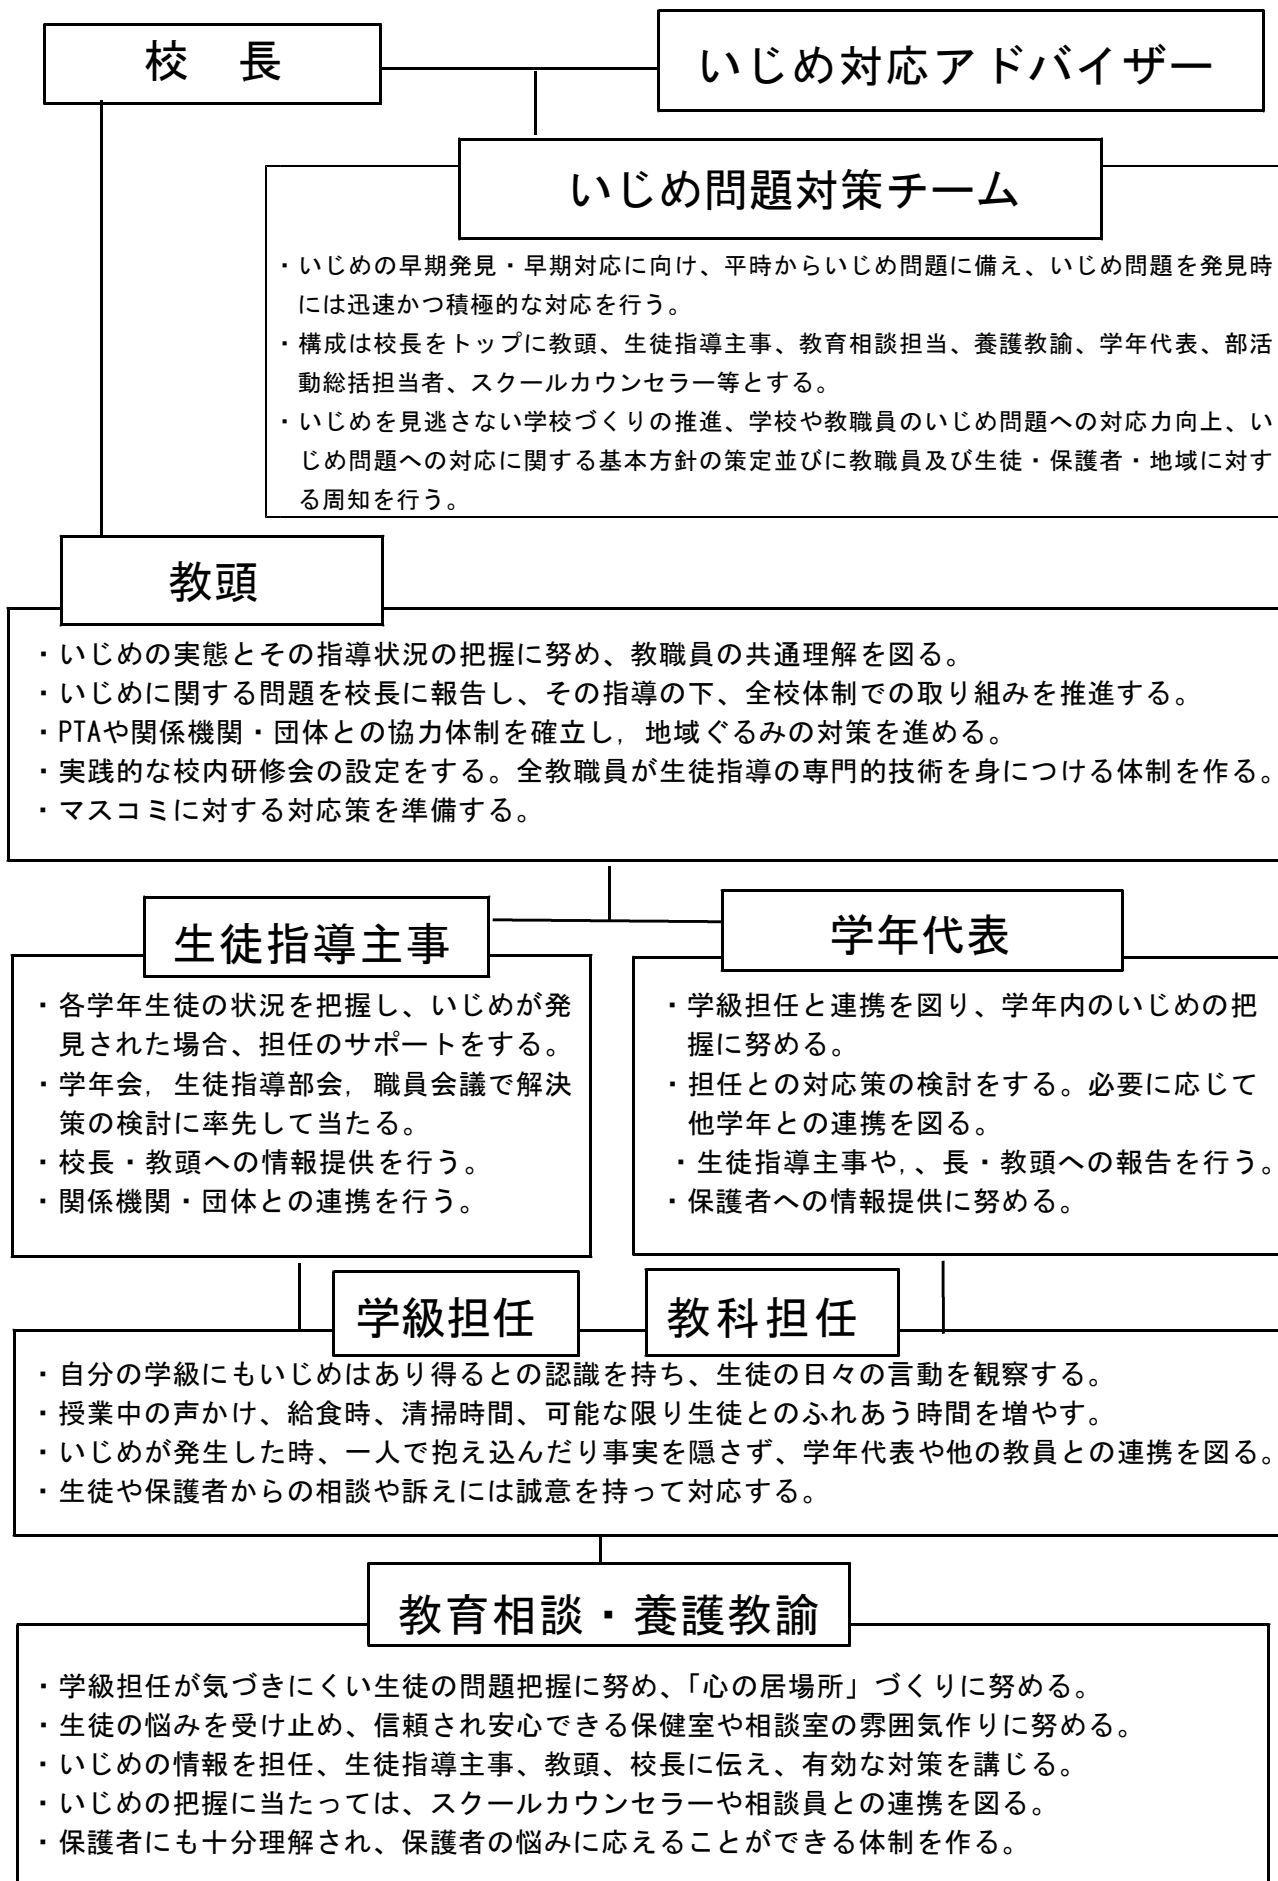 校　長
いじめ対応アドバイザー
いじめ問題対策チーム
・いじめの早期発見・早期対応に向け、平時からいじめ問題に備え、いじめ問題を発見時
には迅速かつ積極的な対応を行う。
・構成は校長をトップに教頭、生徒指導主事、教育相談担当、養護教諭、学年代表、部活
動総括担当者、スクールカウンセラー等とする。
・いじめを見逃さない学校づくりの推進、学校や教職員のいじめ問題への対応力向上、い
じめ問題への対応に関する基本方針の策定並びに教職員及び生徒・保護者・地域に対す
る周知を行う。
教頭
・いじめの実態とその指導状況の把握に努め、教職員の共通理解を図る。
・いじめに関する問題を校長に報告し、その指導の下、全校体制での取り組みを推進する。
・PTAや関係機関・団体との協力体制を確立し，地域ぐるみの対策を進める。
・実践的な校内研修会の設定をする。全教職員が生徒指導の専門的技術を身につける体制を作る。
・マスコミに対する対応策を準備する。
生徒指導主事
・各学年生徒の状況を把握し、いじめが発
見された場合、担任のサポートをする。
・学年会，生徒指導部会，職員会議で解決
策の検討に率先して当たる。
・校長・教頭への情報提供を行う。
・関係機関・団体との連携を行う。
学年代表
・学級担任と連携を図り、学年内のいじめの把
握に努める。
・担任との対応策の検討をする。必要に応じて
他学年との連携を図る。
・生徒指導主事や,、長・教頭への報告を行う。
・保護者への情報提供に努める。
学級担任
教科担任
・自分の学級にもいじめはあり得るとの認識を持ち、生徒の日々の言動を観察する。
・授業中の声かけ、給食時、清掃時間、可能な限り生徒とのふれあう時間を増やす。
・いじめが発生した時、一人で抱え込んだり事実を隠さず、学年代表や他の教員との連携を図る。
・生徒や保護者からの相談や訴えには誠意を持って対応する。
教育相談・養護教諭
・学級担任が気づきにくい生徒の問題把握に努め、「心の居場所」づくりに努める。
・生徒の悩みを受け止め、信頼され安心できる保健室や相談室の雰囲気作りに努める。
・いじめの情報を担任、生徒指導主事、教頭、校長に伝え、有効な対策を講じる。
・いじめの把握に当たっては、スクールカウンセラーや相談員との連携を図る。
・保護者にも十分理解され、保護者の悩みに応えることができる体制を作る。